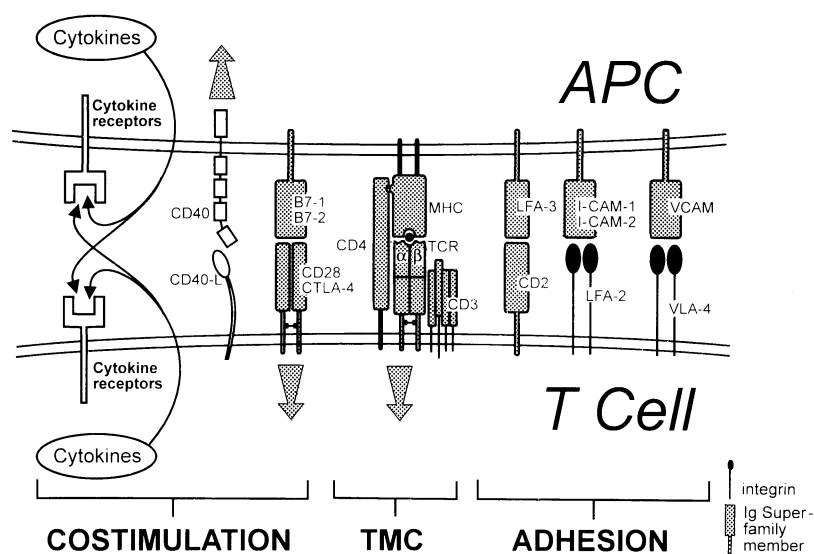 Cytokines
APC
Cytokine
receptors
CD40
B7-1
B7-2
MHC
LFA-3
I-CAM-1
I-CAM-2
VCAM
CD4
TCR
α β
CD40-L
CD28
CTLA-4
CD3
CD2
LFA-2
VLA-4
Cytokine
receptors
T Cell
Cytokines
integrin
Ig Super-
family
member
COSTIMULATION
TMC
ADHESION